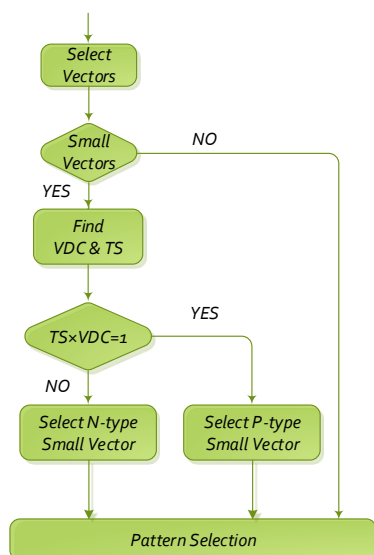 Select
Vectors
Small
Vectors
NO
YES
Find
VDC & TS
TS×VDC=1
YES
NO
Select N-type
Small Vector
Select P-type
Small Vector
Pattern Selection